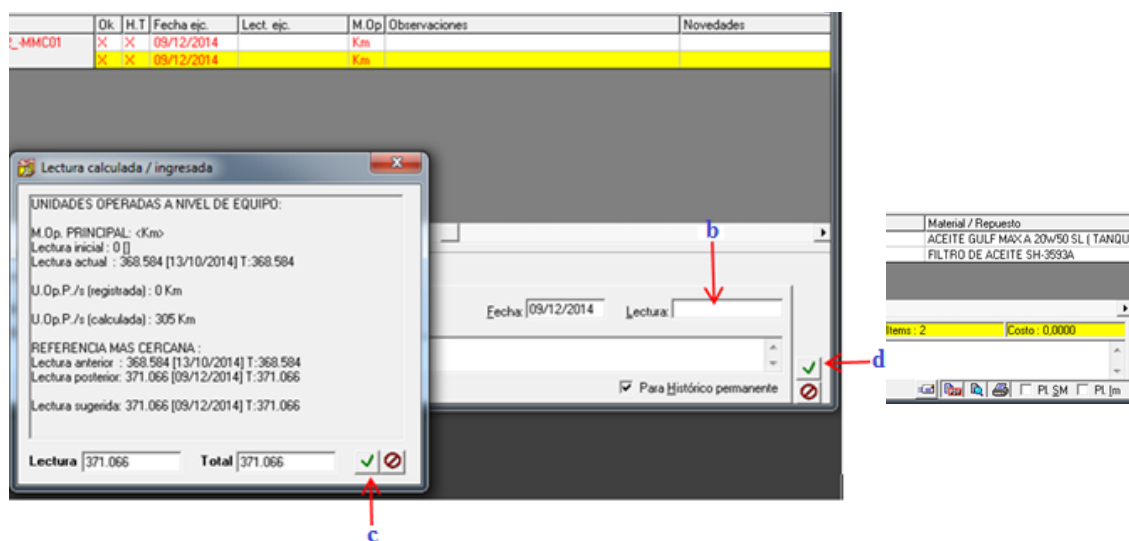 Ok H.T Fecha ejc. Lect. ejc. M.Op Observaciones Novedades
-MMC01 X X 09/12/2014 Km
X X 09/12/2014 Km
Lectura calculada / ingresada
UNIDADES OPERADAS A NIVEL DE EQUIPO:
M.Op. PRINCIPAL: <Km>
Lectura inicial : 0 []
Lectura actual : 368.584 [13/10/2014] T:368.584
U.Op.P./s (registrada) : 0 Km
U.Op.P./s (calculada) : 305 Km
REFERENCIA MAS CERCANA :
Lectura anterior : 368.584 [13/10/2014] T:368.584
Lectura posterior: 371.066 [09/12/2014] T:371.066
Lectura sugerida: 371.066 [09/12/2014] T:371.066
Lectura 371.066 Total 371.066
c
b
Fecha: 09/12/2014 Lectura:
d
Para Histórico permanente
Material / Repuesto
ACEITE GULF MAX A 20W50 SL ( TANQU
FILTRO DE ACEITE SH-3593A
Items : 2 Costo : 0,0000
Pl. SM Pl. Im